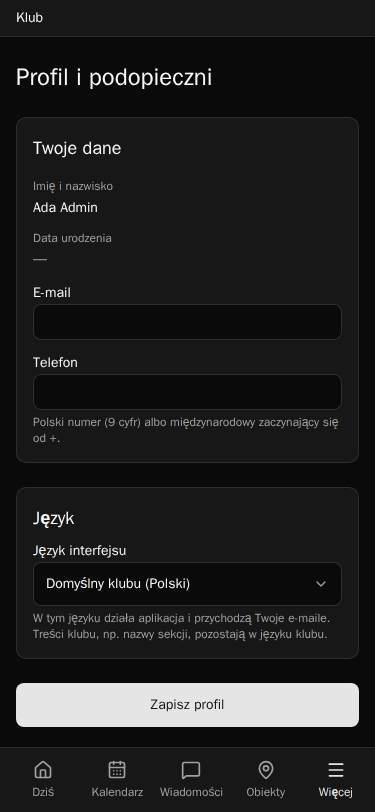 Klub
Profil i podopieczni
Twoje dane
Imię i nazwisko
Ada Admin
Data urodzenia
—
E-mail
Telefon
Polski numer (9 cyfr) albo międzynarodowy zaczynający się
od +.
Język
Język interfejsu
Domyślny klubu (Polski)
W tym języku działa aplikacja i przychodzą Twoje e-maile.
Treści klubu, np. nazwy sekcji, pozostają w języku klubu.
Zapisz profil
Dziś
Kalendarz
Wiadomości
Obiekty
Więcej